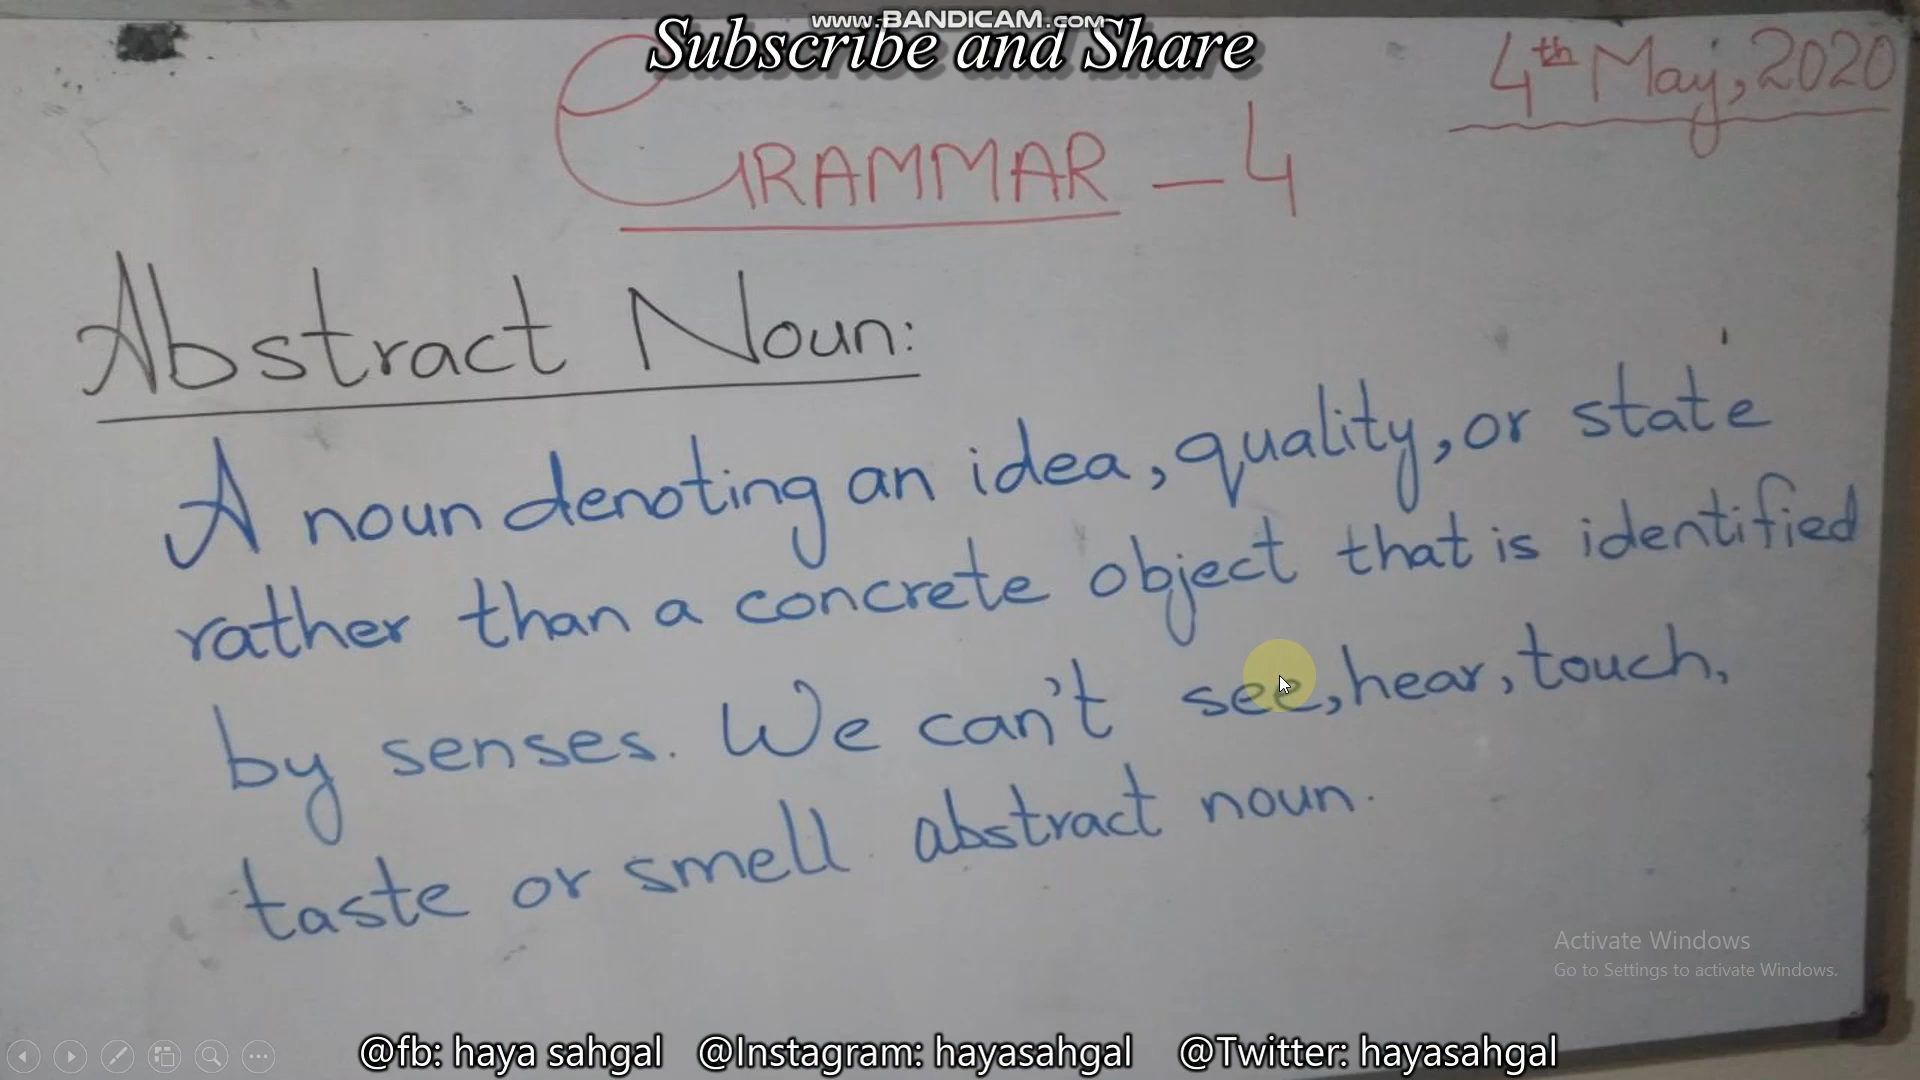 www.BANDICAM.com
Subscribe and Share
4th May, 2020
GRAMMAR - 4
Abstract Noun:
A noun denoting an idea, quality, or state
rather than a concrete object that is identified
by senses. We can't see, hear, touch,
taste or smell abstract noun.
Activate Windows
Go to Settings to activate Windows.
@fb: haya sahgal @Instagram: hayasahgal @Twitter: hayasahgal